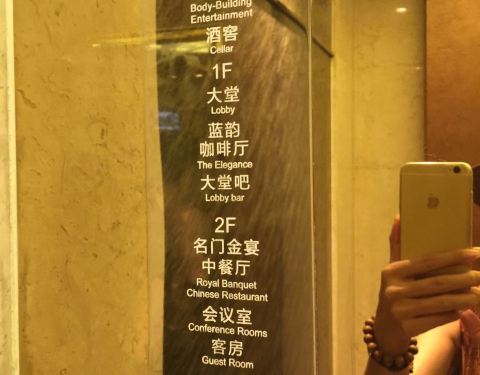 Body-Building
Entertainment
酒窖
Cellar
1F
大堂
Lobby
蓝韵
咖啡厅
The Elegance
大堂吧
Lobby bar
2F
名门金宴
中餐厅
Royal Banquet
Chinese Restaurant
会议室
Conference Rooms
客房
Guest Room